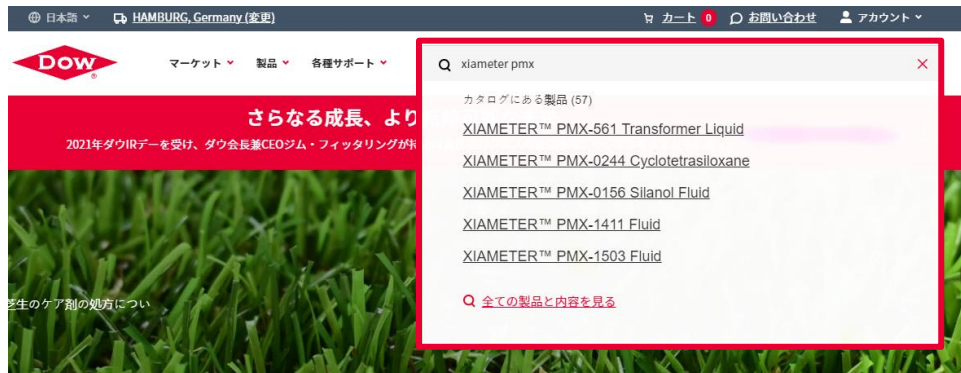 日本語 HAMBURG, Germany (変更) カート 0 お問い合わせ アカウント
DOW マーケット 製品 各種サポート xiameter pmx
®
カタログにある製品 (57)
さらなる成長、より
XIAMETER™ PMX-561 Transformer Liquid
2021年ダウIRデーを受け、ダウ会長兼CEOジム・フィッタリングが
XIAMETER™ PMX-0244 Cyclotetrasiloxane
XIAMETER™ PMX-0156 Silanol Fluid
XIAMETER™ PMX-1411 Fluid
XIAMETER™ PMX-1503 Fluid
全ての製品と内容を見る
芝生のケア剤の処方につい